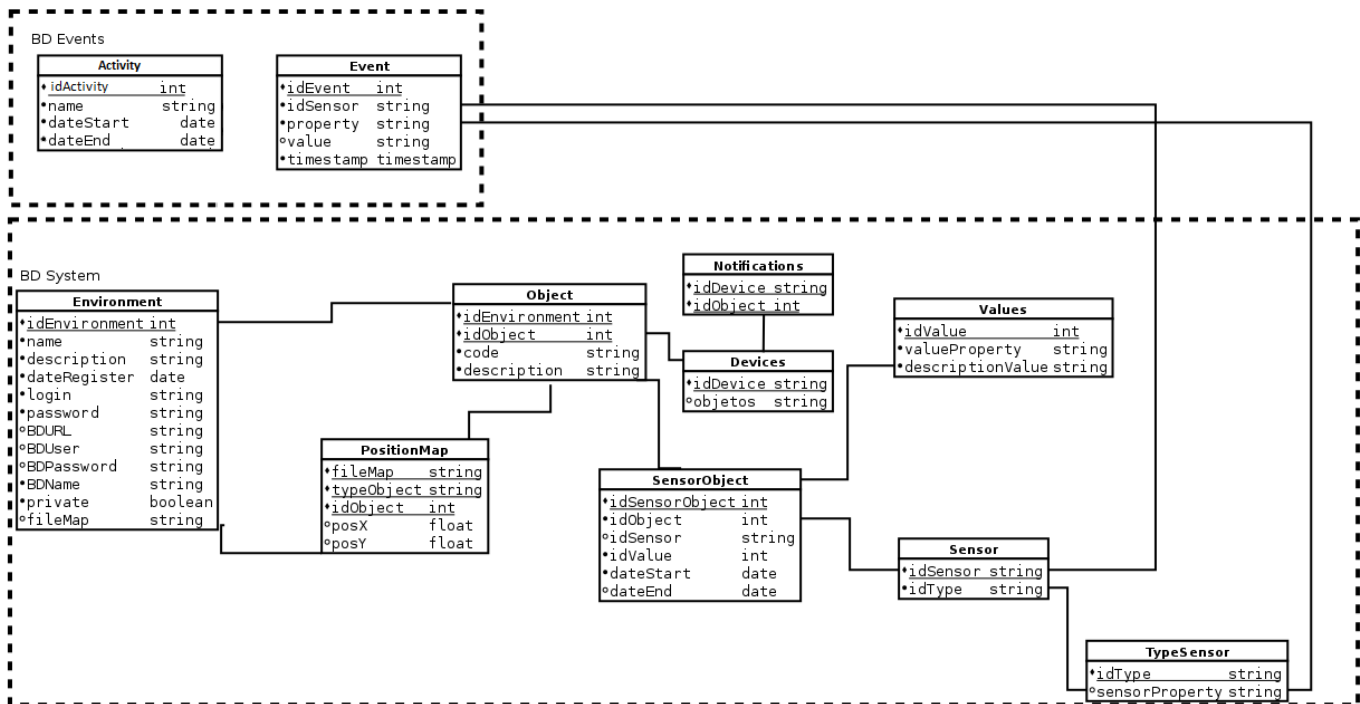 BD Events
Activity
idActivity int
name string
dateStart date
dateEnd date
Event
idEvent int
idSensor string
property string
value string
timestamp timestamp
BD System
Environment
idEnvironment int
name string
description string
dateRegister date
login string
password string
BDURL string
BDUser string
BDPassword string
BDName string
private boolean
fileMap string
Object
idEnvironment int
idObject int
code string
description string
Notifications
idDevice string
idObject int
Devices
idDevice string
objetos string
Values
idValue int
valueProperty string
descriptionValue string
PositionMap
fileMap string
typeObject string
idObject int
posX float
posY float
SensorObject
idSensorObject int
idObject int
idSensor string
idValue int
dateStart date
dateEnd date
Sensor
idSensor string
idType string
TypeSensor
idType string
sensorProperty string